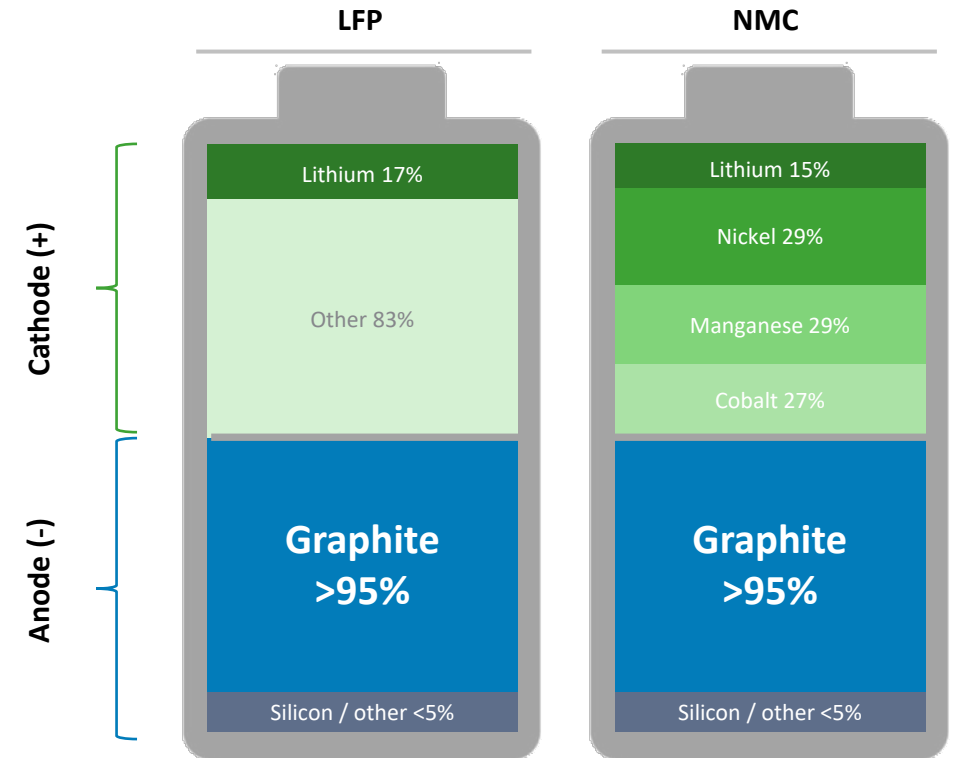 LFP
NMC
Cathode (+)
Lithium 17%
Other 83%
Lithium 15%
Nickel 29%
Manganese 29%
Cobalt 27%
Anode (-)
Graphite
>95%
Silicon / other <5%
Graphite
>95%
Silicon / other <5%